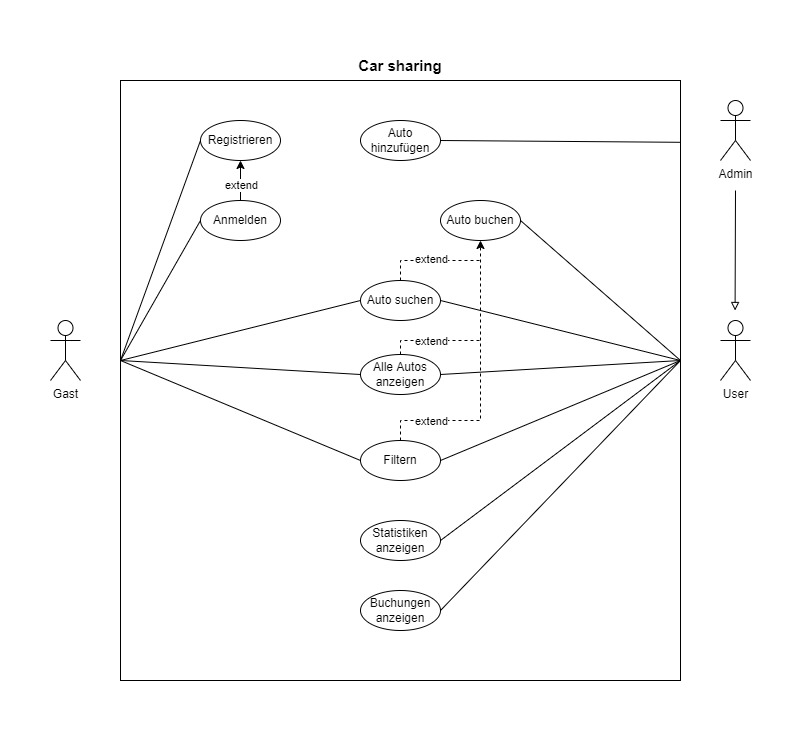 Car sharing
Registrieren
Auto
hinzufügen
Admin
extend
Anmelden
Auto buchen
extend
Auto suchen
extend
Alle Autos
anzeigen
Gast
User
extend
Filtern
Statistiken
anzeigen
Buchungen
anzeigen